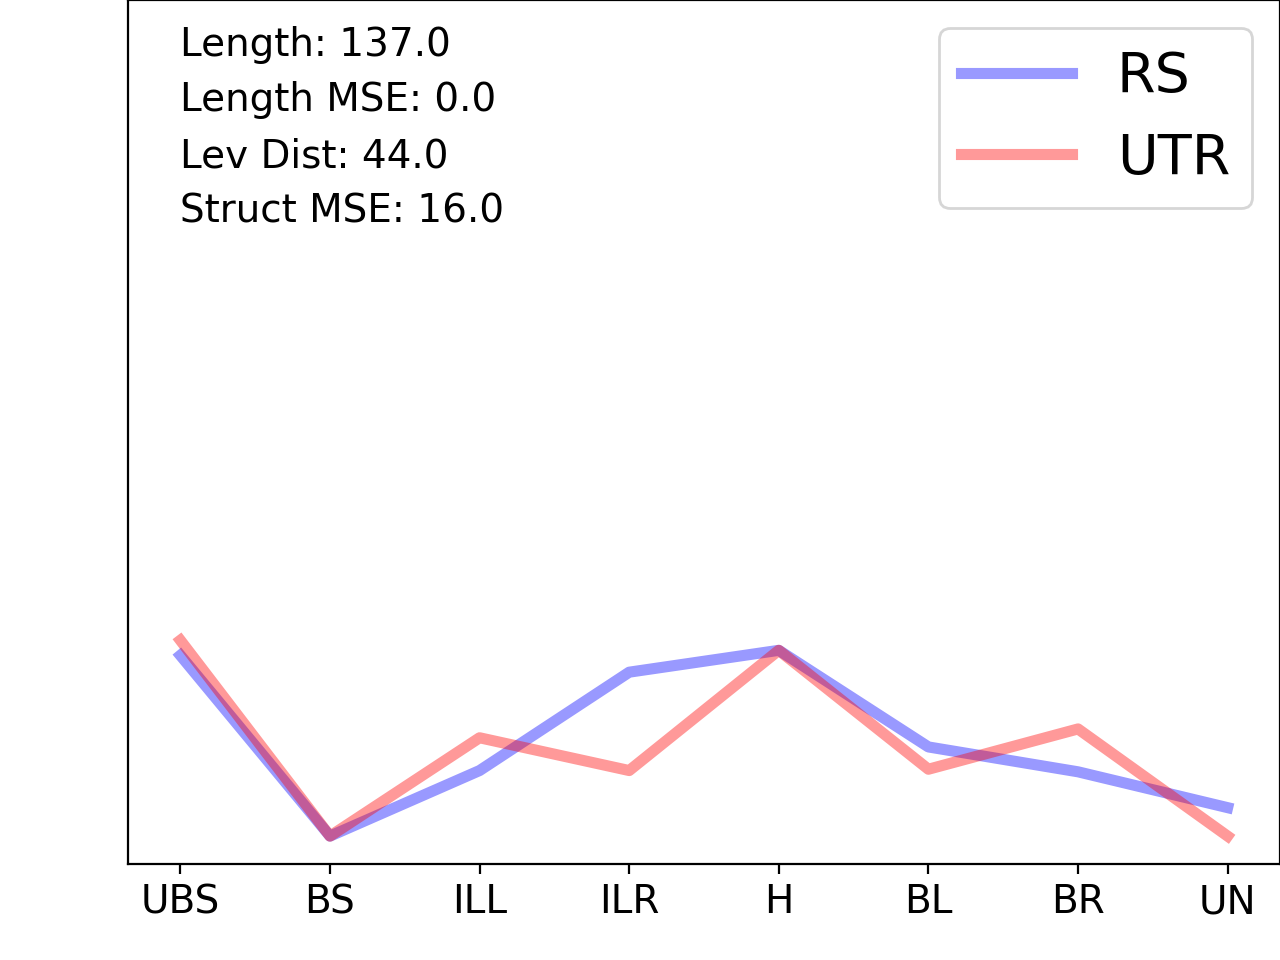 Length: 137.0
Length MSE: 0.0
Lev Dist: 44.0
Struct MSE: 16.0
RS
UTR
UBS BS ILL ILR H BL BR UN